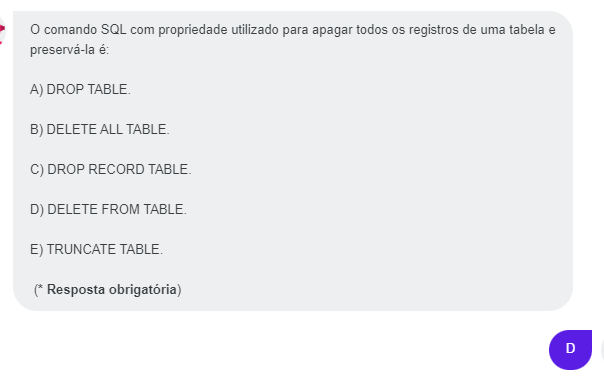 O comando SQL com propriedade utilizado para apagar todos os registros de uma tabela e
preservá-la é:
A) DROP TABLE.
B) DELETE ALL TABLE.
C) DROP RECORD TABLE.
D) DELETE FROM TABLE.
E) TRUNCATE TABLE.
(* Resposta obrigatória)
D